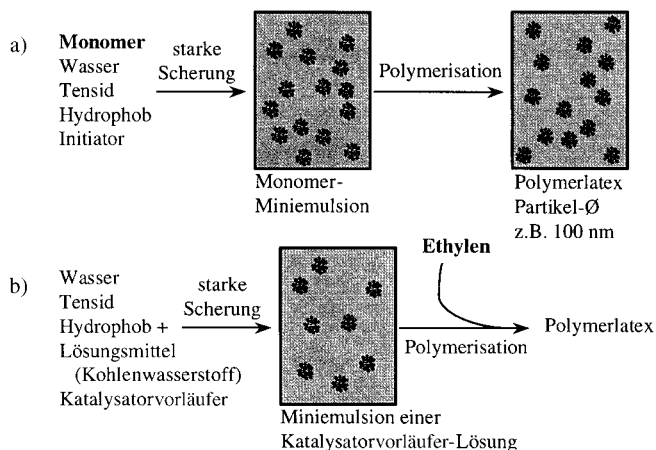 a)
Monomer
Wasser
Tensid
Hydrophob
Initiator
starke
Scherung
Monomer-
Miniemulsion
Polymerisation
Polymerlatex
Partikel-Ø
z.B. 100 nm
b)
Wasser
Tensid
Hydrophob +
Lösungsmittel
(Kohlenwasserstoff)
Katalysatorvorläufer
starke
Scherung
Miniemulsion einer
Katalysatorvorläufer-Lösung
Ethylen
Polymerisation
Polymerlatex